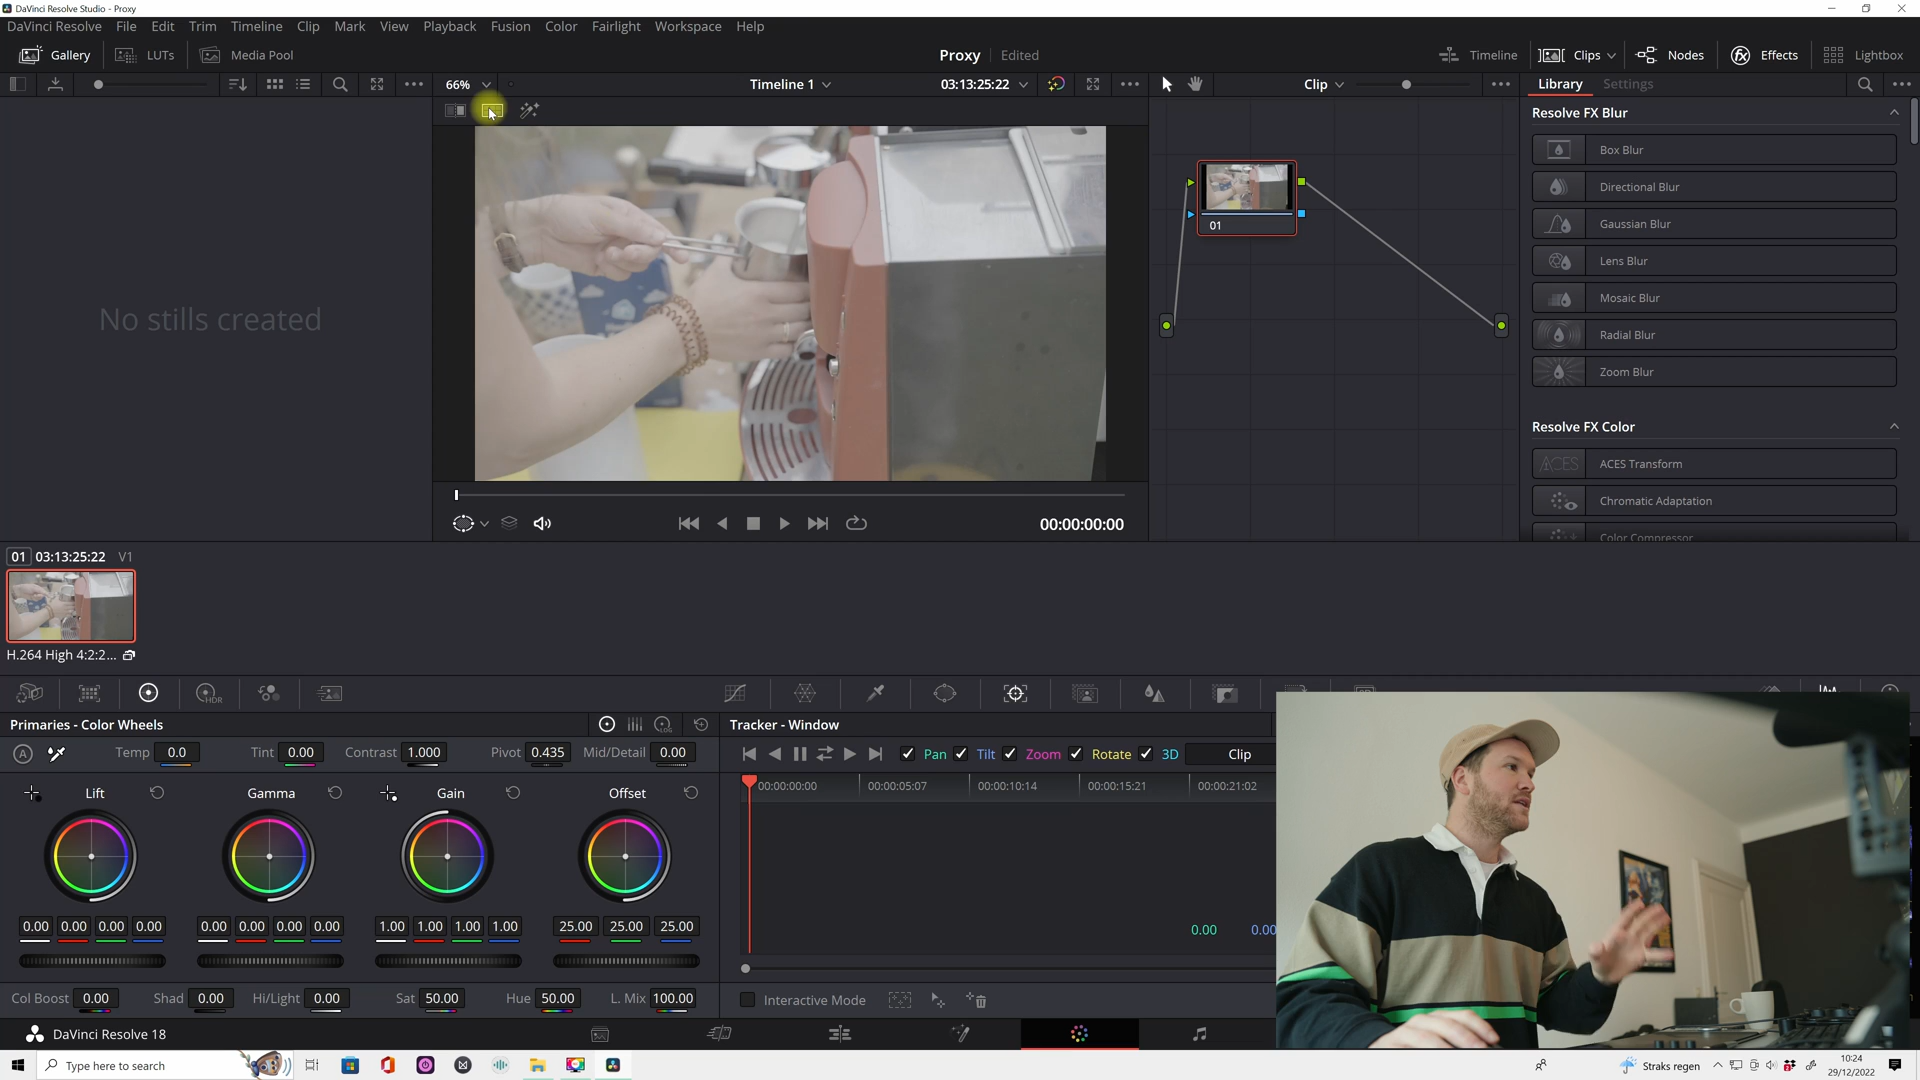 DaVinci Resolve Studio - Proxy
DaVinci Resolve File Edit Trim Timeline Clip Mark View Playback Fusion Color Fairlight Workspace Help
Gallery LUTs Media Pool Proxy Edited Timeline Clips Nodes Effects Lightbox
66% Timeline 1 03:13:25:22 Clip Library Settings
Resolve FX Blur
Box Blur
Directional Blur
Gaussian Blur
Lens Blur
Mosaic Blur
Radial Blur
Zoom Blur
Resolve FX Color
ACES ACES Transform
Chromatic Adaptation
Color Compressor
01
No stills created
00:00:00:00
01 03:13:25:22 V1
H.264 High 4:2:2...
HDR
Primaries - Color Wheels
LOG
Tracker - Window
A Temp 0.0 Tint 0.00 Contrast 1.000 Pivot 0.435 Mid/Detail 0.00
Pan Tilt Zoom Rotate 3D Clip
00:00:00:00 00:00:05:07 00:00:10:14 00:00:15:21 00:00:21:02
Lift Gamma Gain Offset
0.00 0.00 0.00 0.00 0.00 0.00 0.00 0.00 1.00 1.00 1.00 1.00 25.00 25.00 25.00
0.00 0.00
Col Boost 0.00 Shad 0.00 Hi/Light 0.00 Sat 50.00 Hue 50.00 L. Mix 100.00
Interactive Mode
DaVinci Resolve 18
Type here to search
Straks regen
10:24
29/12/2022